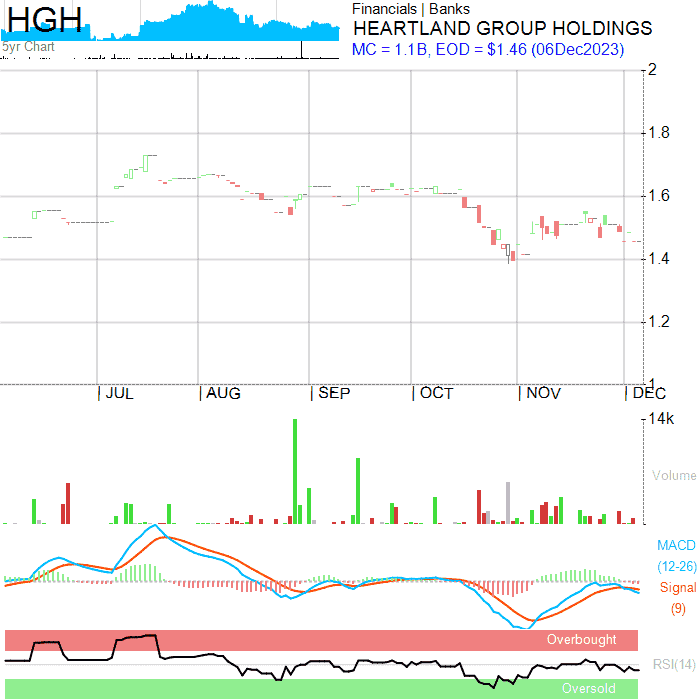 HGH
5yr Chart
Financials | Banks
HEARTLAND GROUP HOLDINGS
MC = 1.1B, EOD = $1.46 (06Dec2023)
2
1.8
1.6
1.4
1.2
1
| JUL | AUG | SEP | OCT | NOV | DEC
14k
Volume
MACD
(12-26)
Signal
(9)
Overbought
RSI(14)
Oversold